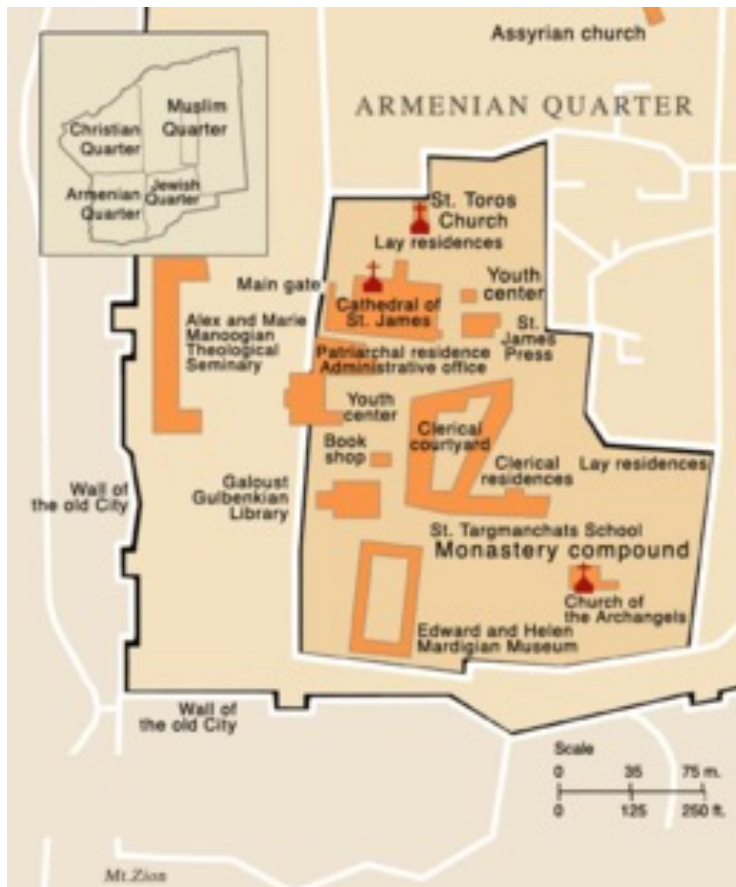 Assyrian church
ARMENIAN QUARTER
Muslim
Quarter
Christian
Quarter
Armenian
Quarter
Jewish
Quarter
St. Toros
Church
Lay residences
Main gate
Cathedral of
St. James
Youth
center
St.
James
Press
Alex and Marie
Manoogian
Theological
Seminary
Patriarchal residence
Administrative office
Youth
center
Clerical
courtyard
Book
shop
Clerical
residences
Lay residences
Wall of
the old City
Galoust
Gulbenkian
Library
St. Targmanchats School
Monastery compound
Church of
the Archangels
Edward and Helen
Mardigian Museum
Wall of
the old City
Scale
0 35 75 m.
0 125 250 ft.
Mt.Zion